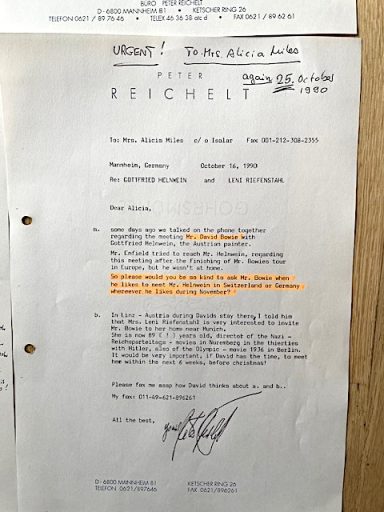 BÜRO PETER REICHELT
D-6800 MANNHEIM 81 • KETSCHER RING 26
TELEFON 0621 / 89 76 46 • TELEX 46 36 38 atc d • FAX 0621 / 89 62 61
URGENT! To Mrs. Alicia Miles
again 25. October
1990
PETER
REICHELT
To: Mrs. Alicia Miles c/o Isolar Fax 001-212-308-2355
Mannheim, Germany October 16, 1990
Re: GOTTFRIED HELNWEIN and LENI RIEFENSTAHL
Dear Alicia,
a. some days ago we talked on the phone together
regarding the meeting Mr. David Bowie with
Gottfried Helnwein, the Austrian painter.
Mr. Enfield tried to reach Mr. Helnwein, regarding
this meeting after the finishing of Mr. Bowies tour
in Europe, but he wasn't at home.
So please would you be so kind to ask Mr. Bowie when
he likes to meet Mr. Helnwein in Switzerland or Germany
whereever he likes during November?
b. In Linz - Austria during Davids stay there, I told him
that Mrs. Leni Riefenstahl is very interested to invite
Mr. Bowie to her home near Munich.
She is now 89 ( ! ) years old, director of the Nazi -
Reichsparteitage - movies in Nuremberg in the thierties
with Hitler, also of the Olympic - movie 1936 in Berlin.
It would be very important, if David has the time, to meet
her within the next 6 weeks, before christmas!
Please fax me asap how David thinks about a. and b..
My fax: 011-49-621-896261
All the best,
D - 6800 MANNHEIM 81 KETSCHER RING 26
TELEFON 0621/897646 FAX 0621/896261